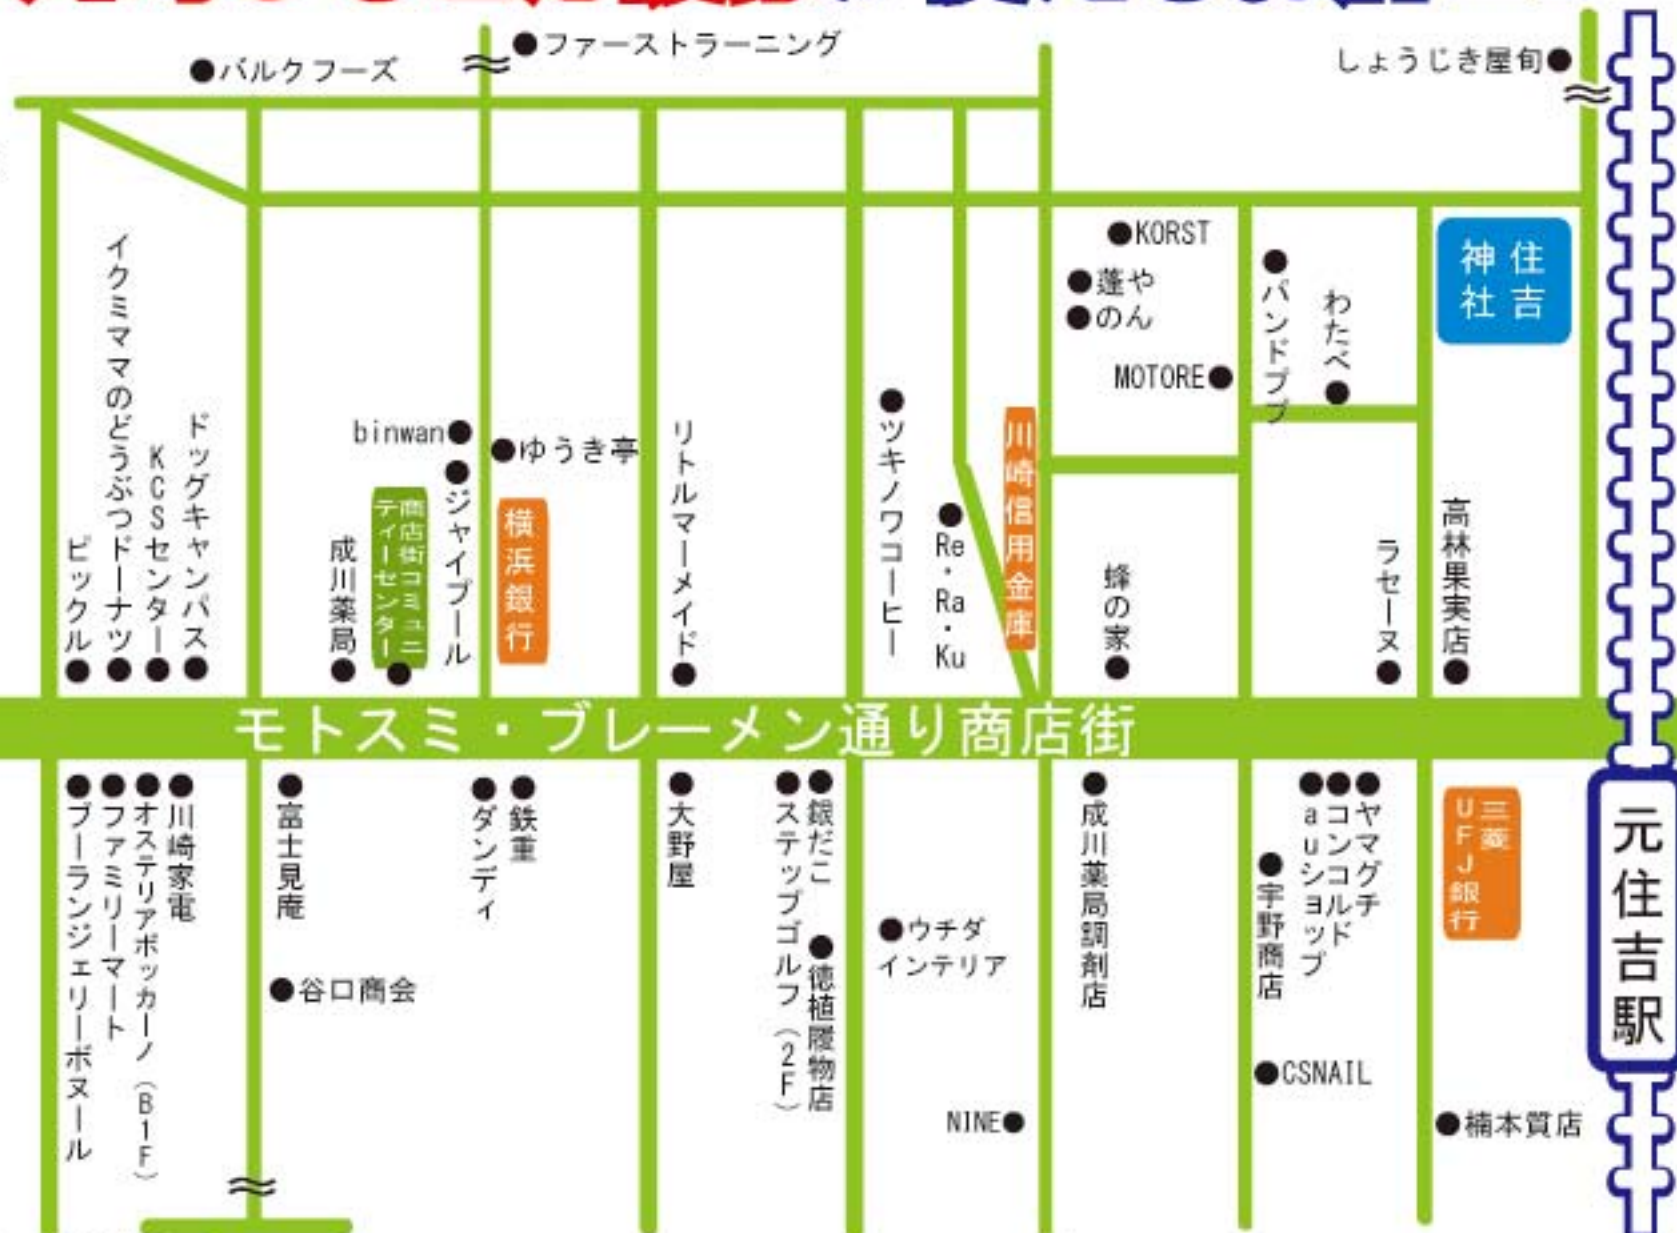 バルクフーズ
ファーストラーニング
しょうじき屋旬
KORST
蓬や
のん
MOTORE
パンドブブ
わたべ
住吉
神社
イクミママのどうぶつドーナツ
KCSセンター
ドッグキャンパス
ビックル
成川薬局
商店街コミュニ
ティーセンター
binwan
ジャイプール
ゆうき亭
横浜銀行
リトルマーメイド
ツキノワコーヒー
Re・Ra・Ku
川崎信用金庫
蜂の家
ラセーヌ
高林果実店
モトスミ・ブレーメン通り商店街
ブーランジェリーボヌール
ファミリーマート
オステリアボッカーノ(B1F)
川崎家電
富士見庵
谷口商会
ダンディ
鉄重
大野屋
ステップゴルフ(2F)
銀だこ
徳植履物店
ウチダ
インテリア
NINE
成川薬局調剤店
宇野商店
auショップ
コンコルド
ヤマグチ
CSNAIL
三菱
UFJ銀行
楠本質店
元住吉駅